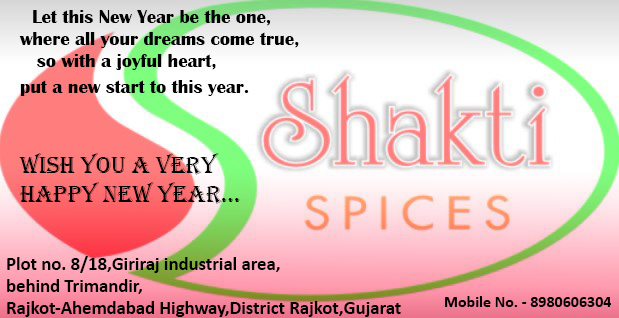 Let this New Year be the one,
where all your dreams come true,
so with a joyful heart,
put a new start to this year.
Shakti
SPICES
WISH YOU A VERY
HAPPY NEW YEAR...
Plot no. 8/18,Giriraj industrial area,
behind Trimandir,
Rajkot-Ahemdabad Highway,District Rajkot,Gujarat
Mobile No. - 8980606304